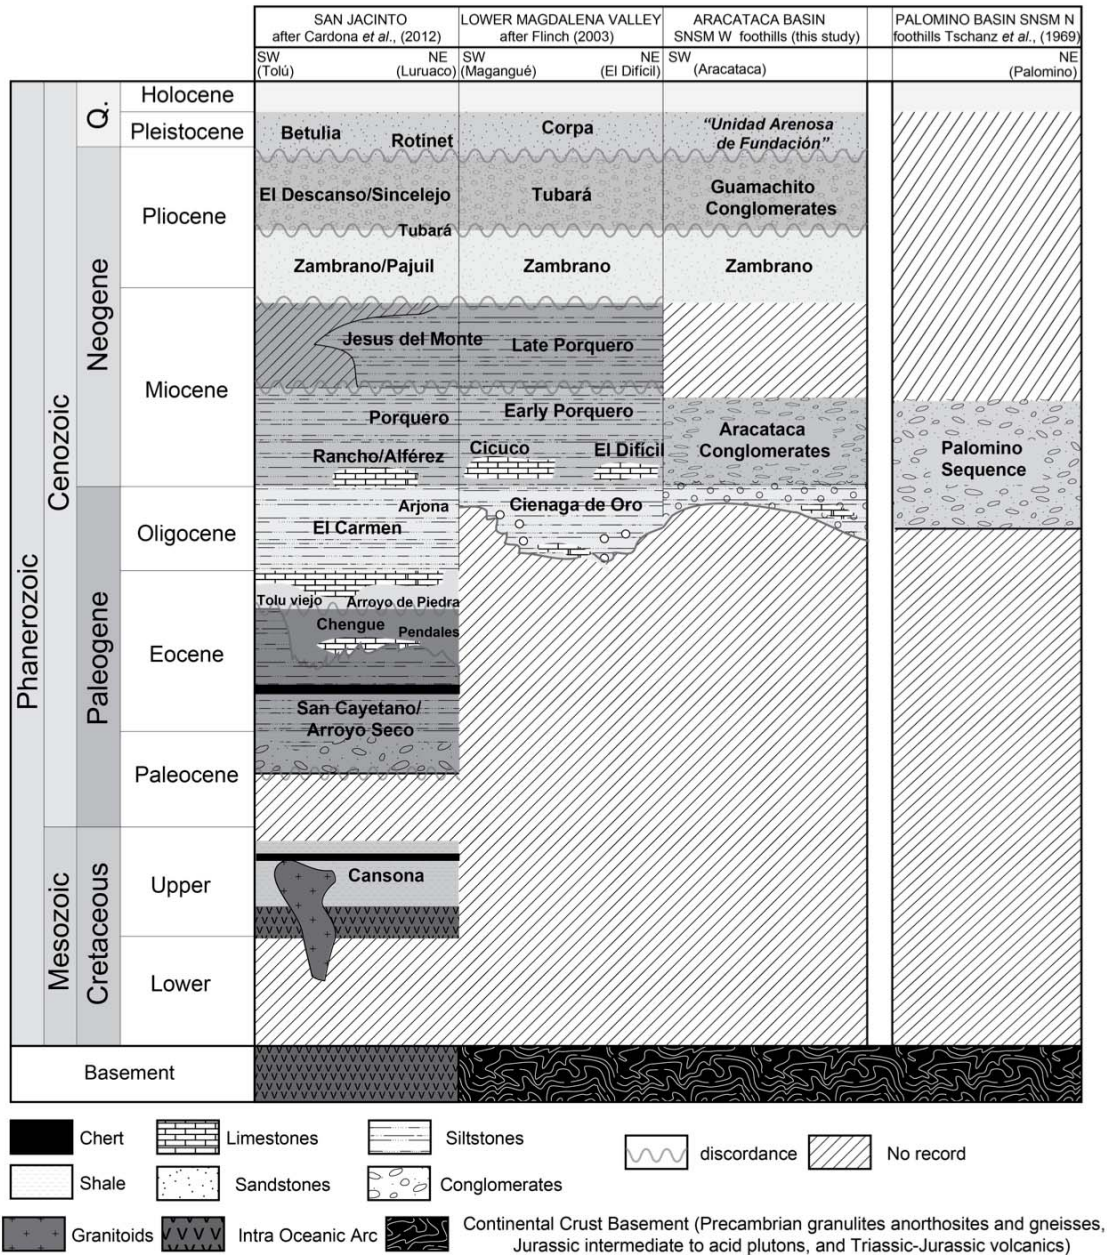 SAN JACINTO
after Cardona et al., (2012)
LOWER MAGDALENA VALLEY
after Flinch (2003)
ARACATACA BASIN
SNSM W foothills (this study)
PALOMINO BASIN SNSM N
foothills Tschanz et al., (1969)
SW
(Tolú)
NE
(Luruaco)
SW
(Magangué)
NE
(El Difícil)
SW
(Aracataca)
NE
(Palomino)
Phanerozoic
Cenozoic
Mesozoic
Q.
Neogene
Paleogene
Cretaceous
Holocene
Pleistocene
Pliocene
Miocene
Oligocene
Eocene
Paleocene
Upper
Lower
Basement
Betulia
Rotinet
El Descanso/Sincelejo
Tubará
Zambrano/Pajuil
Jesus del Monte
Porquero
Rancho/Alférez
Arjona
El Carmen
Tolu viejo
Arroyo de Piedra
Chengue
Pendales
San Cayetano/
Arroyo Seco
Cansona
Corpa
Tubará
Zambrano
Late Porquero
Early Porquero
Cicuco
El Difícil
Cienaga de Oro
“Unidad Arenosa
de Fundación”
Guamachito
Conglomerates
Zambrano
Aracataca
Conglomerates
Palomino
Sequence
Chert
Limestones
Siltstones
discordance
No record
Shale
Sandstones
Conglomerates
Granitoids
Intra Oceanic Arc
Continental Crust Basement (Precambrian granulites anorthosites and gneisses,
Jurassic intermediate to acid plutons, and Triassic-Jurassic volcanics)